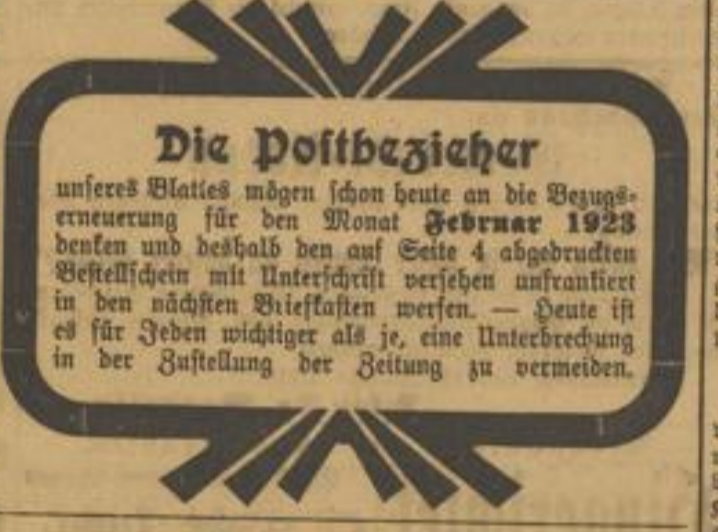 Die Postbezieher
unseres Blattes mögen schon heute an die Bezugs-
erneuerung für den Monat Februar 1923
denken und deshalb den auf Seite 4 abgedruckten
Bestellschein mit Unterschrift versehen unfrankiert
in den nächsten Briefkasten werfen. — Heute ist
es für Jeden wichtiger als je, eine Unterbrechung
in der Zustellung der Zeitung zu vermeiden.